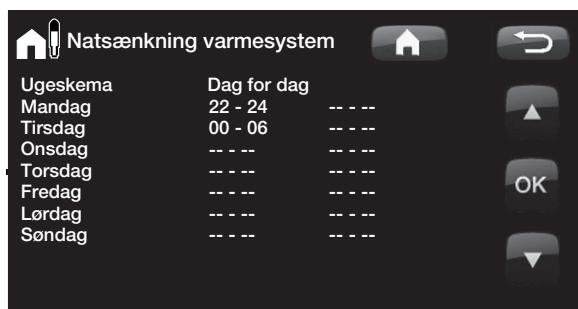 Natsænkning varmesystem
Ugeskema Dag for dag
Mandag 22 - 24 -- - --
Tirsdag 00 - 06 -- - --
Onsdag -- - -- -- - --
Torsdag -- - -- -- - --
Fredag -- - -- -- - --
Lørdag -- - -- -- - --
Søndag -- - -- -- - --
OK